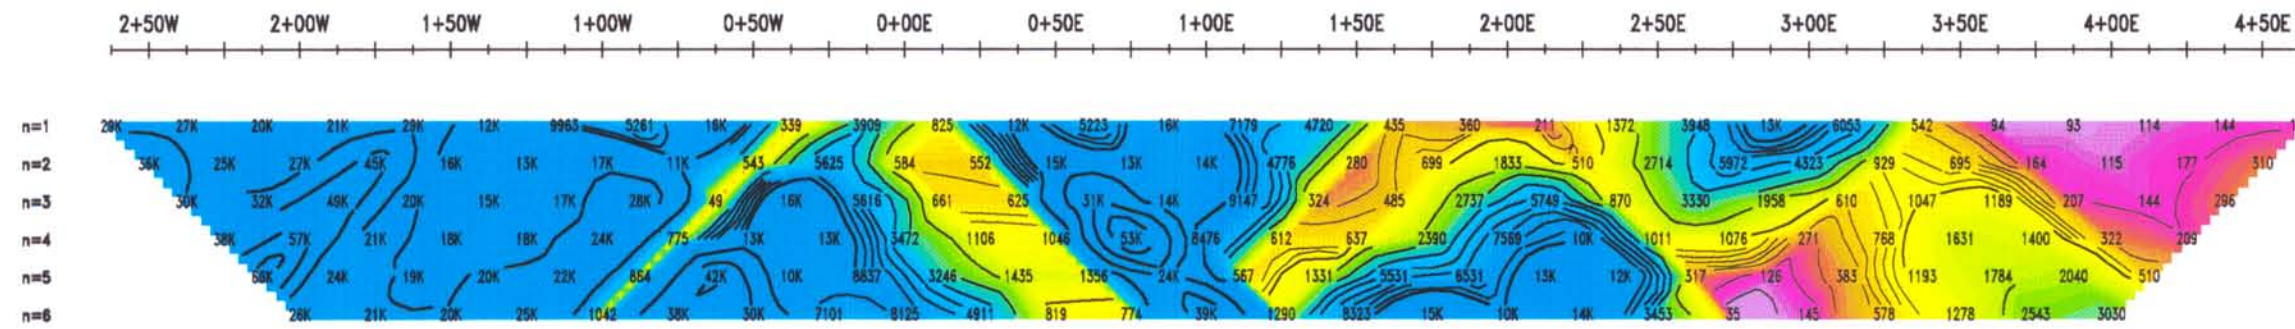 2+50W 2+00W 1+50W 1+00W 0+50W 0+00E 0+50E 1+00E 1+50E 2+00E 2+50E 3+00E 3+50E 4+00E 4+50E
n=1 27K 20K 21K 29K 12K 9963 5261 16K 339 3909 825 12K 5223 16K 7179 4720 435 360 211 1372 3948 13K 6053 542 94 93 114 144
n=2 36K 25K 27K 45K 16K 13K 17K 11K 543 5625 584 552 15K 13K 14K 4776 280 699 1833 510 2714 5972 4323 929 695 164 115 177 310
n=3 30K 32K 49K 20K 15K 17K 28K 49 16K 5616 661 625 31K 14K 9147 324 485 2737 5749 870 3330 1958 610 1047 1189 207 144 296
n=4 38K 57K 21K 18K 18K 24K 775 13K 13K 3472 1106 1046 53K 8476 612 637 2390 7569 10K 1011 1076 271 768 1631 1400 322 209
n=5 66K 24K 19K 20K 22K 864 42K 10K 8837 3246 1435 1356 24K 567 1331 5531 6531 13K 12K 317 126 383 1193 1784 2040 510
n=6 26K 21K 20K 25K 1042 38K 30K 7101 8125 4911 819 774 39K 1290 8323 15K 10K 14K 3453 35 145 578 1278 2543 3030